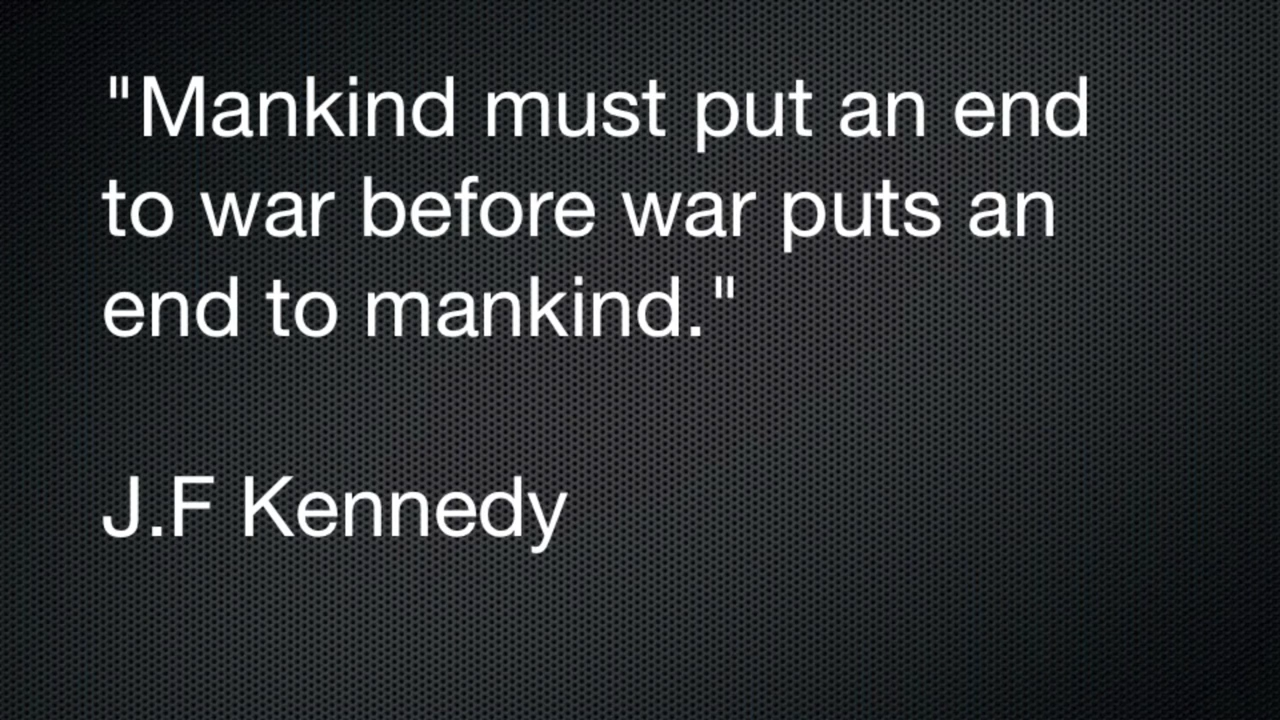 "Mankind must put an end
to war before war puts an
end to mankind."
J.F Kennedy